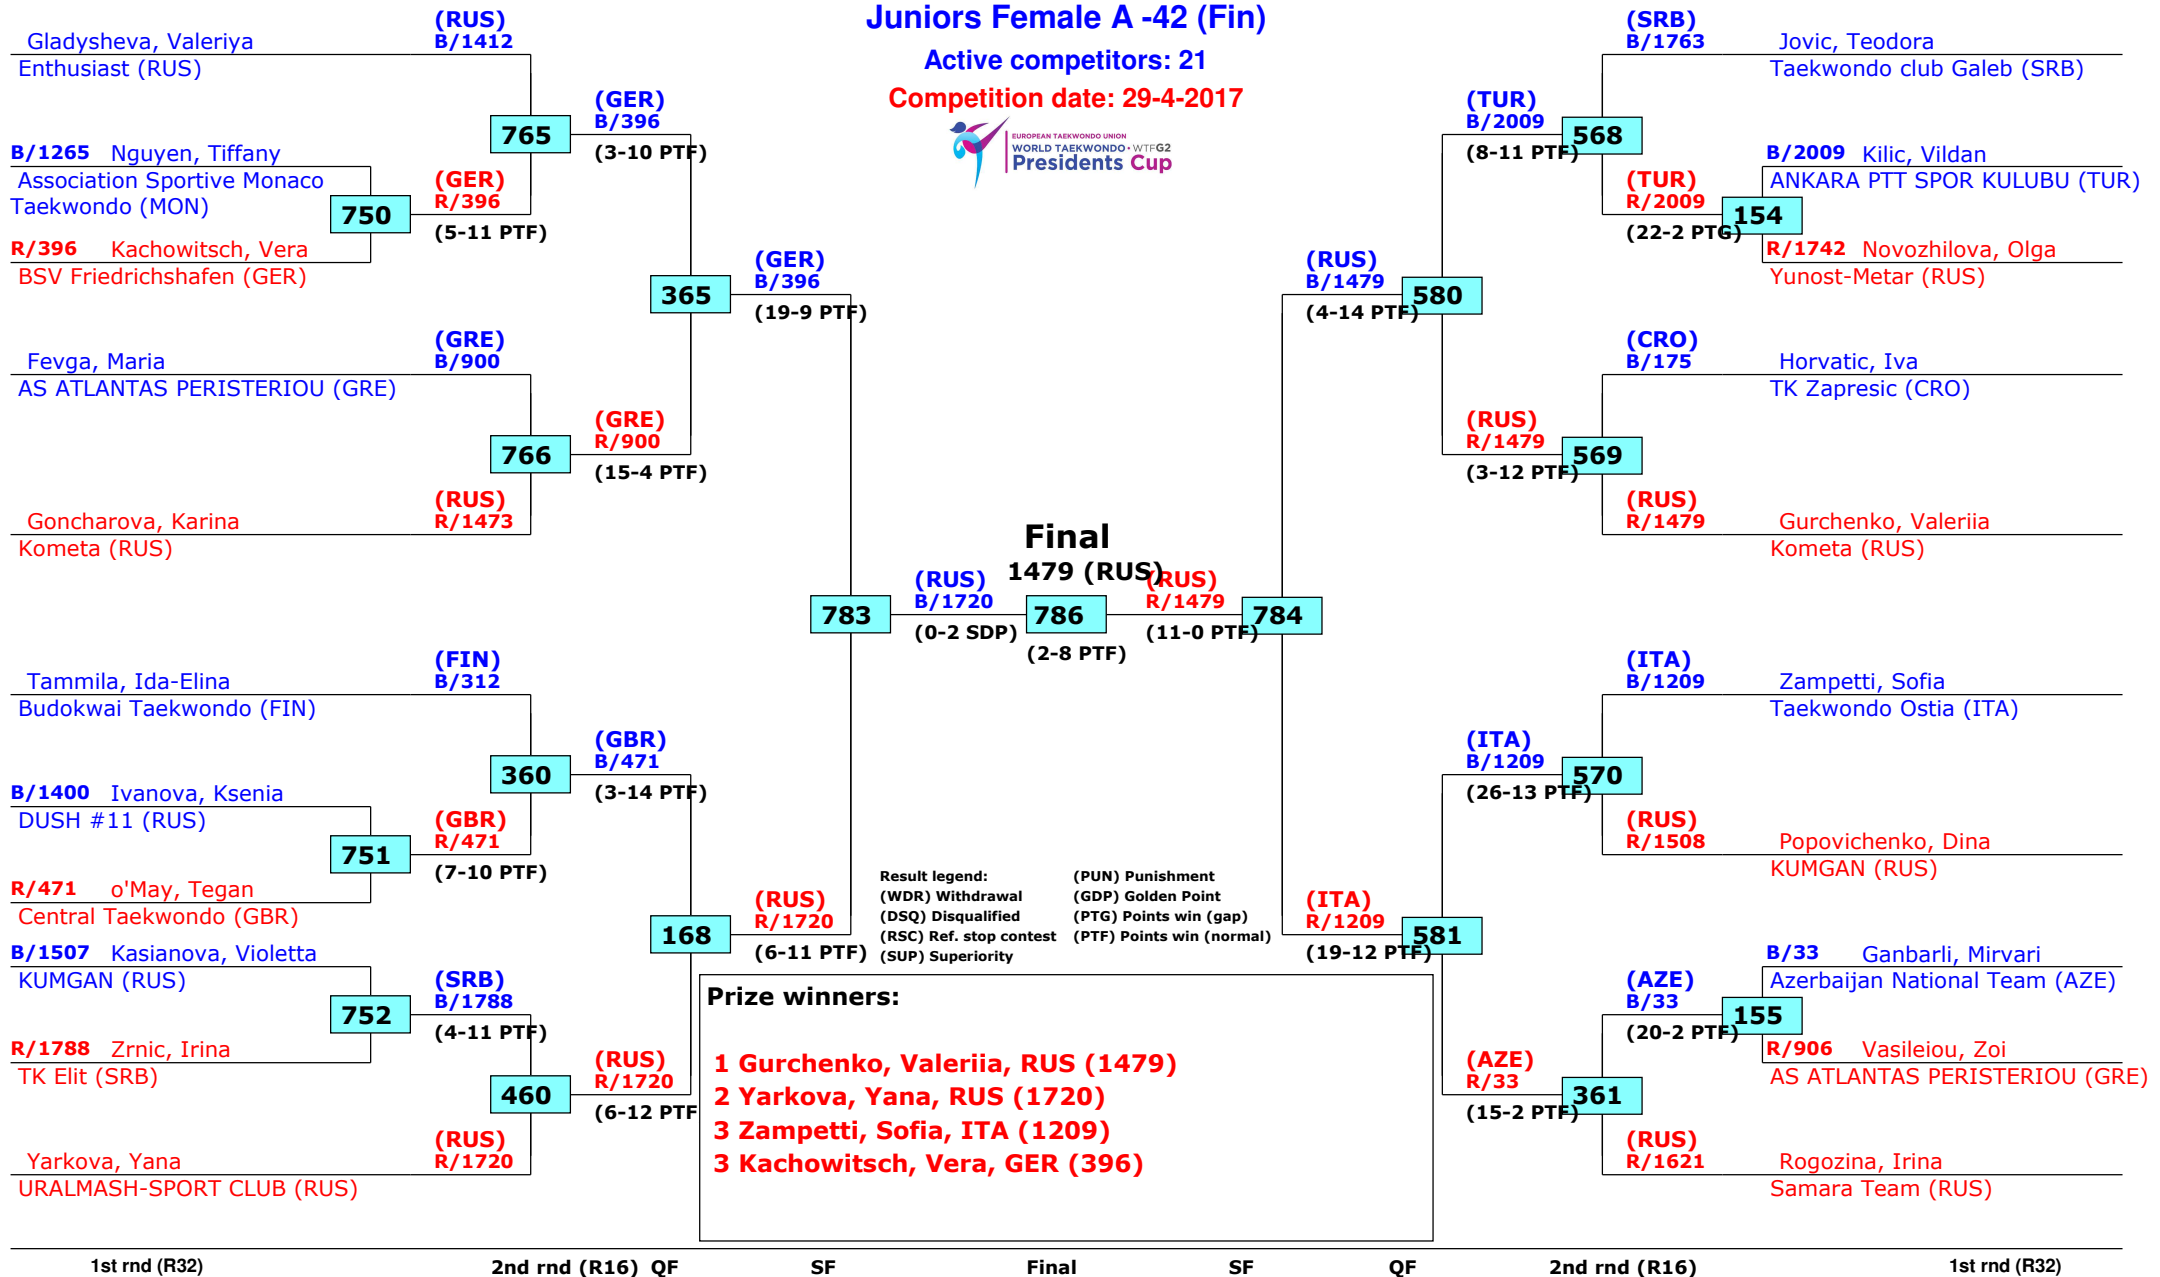 Juniors Female A -42 (Fin)
Active competitors: 21
Competition date: 29-4-2017
EUROPEAN TAEKWONDO UNION
WORLD TAEKWONDO • WTFG2
Presidents Cup
(RUS)
Gladysheva, Valeriya B/1412
Enthusiast (RUS)
(GER)
765 B/396
(3-10 PTF)
B/1265 Nguyen, Tiffany
Association Sportive Monaco
Taekwondo (MON)
(GER)
750 R/396
(5-11 PTF)
R/396 Kachowitsch, Vera
BSV Friedrichshafen (GER)
(GER)
365 B/396
(19-9 PTF)
(GRE)
Fevga, Maria B/900
AS ATLANTAS PERISTERIOU (GRE)
(GRE)
766 R/900
(15-4 PTF)
(RUS)
Goncharova, Karina R/1473
Kometa (RUS)
Final
1479 (RUS)
(RUS)
783 B/1720
(0-2 SDP)
786
(2-8 PTF)
(RUS)
R/1479 784
(11-0 PTF)
(FIN)
Tammila, Ida-Elina B/312
Budokwai Taekwondo (FIN)
(GBR)
360 B/471
(3-14 PTF)
B/1400 Ivanova, Ksenia
DUSH #11 (RUS)
(GBR)
751 R/471
(7-10 PTF)
R/471 o'May, Tegan
Central Taekwondo (GBR)
(RUS)
168 R/1720
(6-11 PTF)
B/1507 Kasianova, Violetta
KUMGAN (RUS)
(SRB)
752 B/1788
(4-11 PTF)
R/1788 Zrnic, Irina
TK Elit (SRB)
(RUS)
460 R/1720
(6-12 PTF
(RUS)
Yarkova, Yana R/1720
URALMASH-SPORT CLUB (RUS)
(SRB)
B/1763 Jovic, Teodora
Taekwondo club Galeb (SRB)
(TUR)
B/2009 568
(8-11 PTF)
B/2009 Kilic, Vildan
ANKARA PTT SPOR KULUBU (TUR)
(TUR)
R/2009 154
(22-2 PTG)
R/1742 Novozhilova, Olga
Yunost-Metar (RUS)
(RUS)
B/1479 580
(4-14 PTF)
(CRO)
B/175 Horvatic, Iva
TK Zapresic (CRO)
(RUS)
R/1479 569
(3-12 PTF)
(RUS)
R/1479 Gurchenko, Valeriia
Kometa (RUS)
(ITA)
B/1209 Zampetti, Sofia
Taekwondo Ostia (ITA)
(ITA)
B/1209 570
(26-13 PTF)
(RUS)
R/1508 Popovichenko, Dina
KUMGAN (RUS)
(ITA)
R/1209 581
(19-12 PTF)
B/33 Ganbarli, Mirvari
Azerbaijan National Team (AZE)
(AZE)
B/33 155
(20-2 PTF)
R/906 Vasileiou, Zoi
AS ATLANTAS PERISTERIOU (GRE)
(AZE)
R/33 361
(15-2 PTF)
(RUS)
R/1621 Rogozina, Irina
Samara Team (RUS)
Result legend: (PUN) Punishment
(WDR) Withdrawal (GDP) Golden Point
(DSQ) Disqualified (PTG) Points win (gap)
(RSC) Ref. stop contest (PTF) Points win (normal)
(SUP) Superiority
Prize winners:
1 Gurchenko, Valeriia, RUS (1479)
2 Yarkova, Yana, RUS (1720)
3 Zampetti, Sofia, ITA (1209)
3 Kachowitsch, Vera, GER (396)
1st rnd (R32) 2nd rnd (R16) QF SF Final SF QF 2nd rnd (R16) 1st rnd (R32)